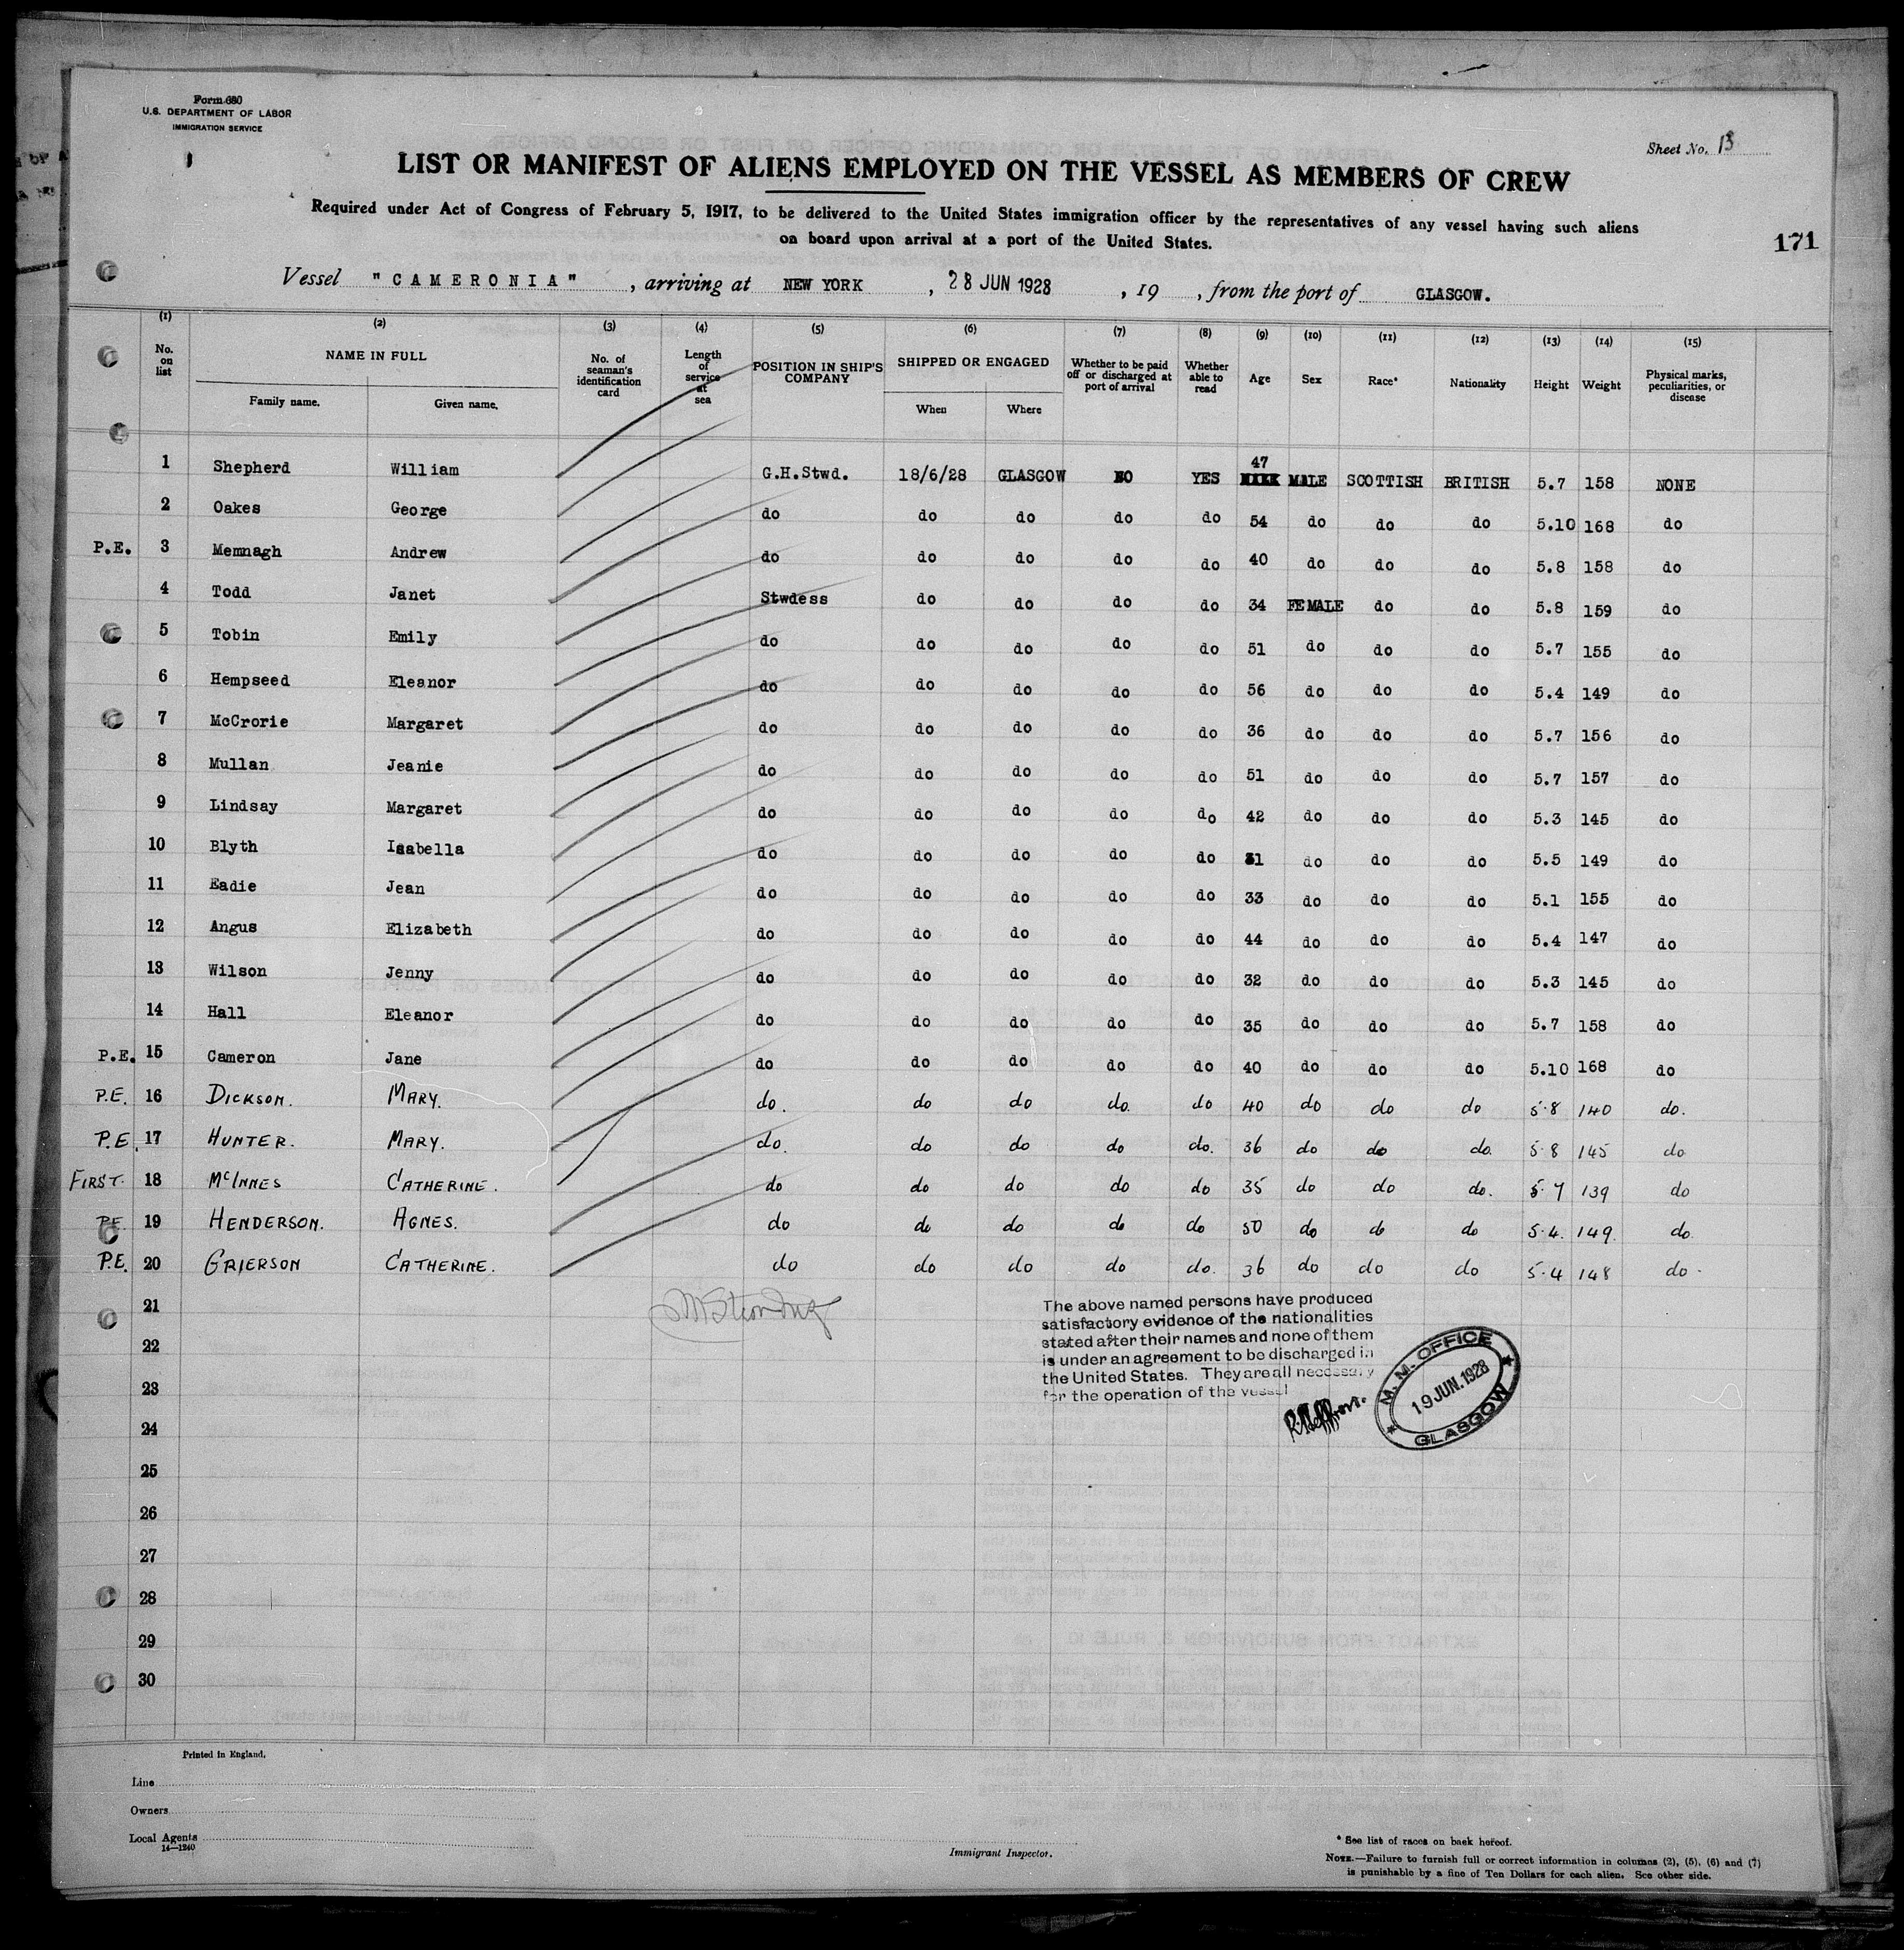 Form 680
U.S. DEPARTMENT OF LABOR
IMMIGRATION SERVICE
Sheet No. 13
LIST OR MANIFEST OF ALIENS EMPLOYED ON THE VESSEL AS MEMBERS OF CREW
Required under Act of Congress of February 5, 1917, to be delivered to the United States immigration officer by the representatives of any vessel having such aliens
on board upon arrival at a port of the United States.
171
Vessel "CAMERONIA", arriving at NEW YORK, 28 JUN 1928, 19, from the port of GLASGOW.
(1) (2) (3) (4) (5) (6) (7) (8) (9) (10) (11) (12) (13) (14) (15)
No. on list NAME IN FULL Family name. Given name. No. of seaman's identification card Length of service at sea POSITION IN SHIP'S COMPANY SHIPPED OR ENGAGED When Where Whether to be paid off or discharged at port of arrival Whether able to read Age Sex Race* Nationality Height Weight Physical marks, peculiarities, or disease
1 Shepherd William G.H.Stwd. 18/6/28 GLASGOW NO YES 47 MALE SCOTTISH BRITISH 5.7 158 NONE
2 Oakes George do do do do do 54 do do do 5.10 168 do
P.E. 3 Memnagh Andrew do do do do do 40 do do do 5.8 158 do
4 Todd Janet Stwdess do do do do 34 FEMALE do do 5.8 159 do
5 Tobin Emily do do do do do 51 do do do 5.7 155 do
6 Hempseed Eleanor do do do do do 56 do do do 5.4 149 do
7 McCrorie Margaret do do do do do 36 do do do 5.7 156 do
8 Mullan Jeanie do do do do do 51 do do do 5.7 157 do
9 Lindsay Margaret do do do do do 42 do do do 5.3 145 do
10 Blyth Isabella do do do do do 31 do do do 5.5 149 do
11 Eadie Jean do do do do do 33 do do do 5.1 155 do
12 Angus Elizabeth do do do do do 44 do do do 5.4 147 do
13 Wilson Jenny do do do do do 32 do do do 5.3 145 do
14 Hall Eleanor do do do do do 35 do do do 5.7 158 do
P.E. 15 Cameron Jane do do do do do 40 do do do 5.10 168 do
P.E. 16 DICKSON. MARY. do. do do do. do 40 do do do 5.8 140 do.
P.E. 17 HUNTER. MARY. do. do do do do. 36 do do do. 5.8 145 do
FIRST. 18 McINNES CATHERINE. do do do do do 35 do do do. 5.7 139 do
P.E. 19 HENDERSON. AGNES. do do do do do 50 do do do 5.4. 149. do.
P.E. 20 GRIERSON CATHERINE. do do do do do. 36 do do do 5.4 148 do.
21
The above named persons have produced
satisfactory evidence of the nationalities
stated after their names and none of them
is under an agreement to be discharged in
the United States. They are all necessary
for the operation of the vessel
M.M. OFFICE
19 JUN. 1928
GLASGOW
22
23
24
25
26
27
28
29
30
Printed in England.
Line
Owners
Local Agents
14—1240
Immigrant Inspector.
* See list of races on back hereof.
NOTE.—Failure to furnish full or correct information in columns (2), (5), (6) and (7)
is punishable by a fine of Ten Dollars for each alien. See other side.